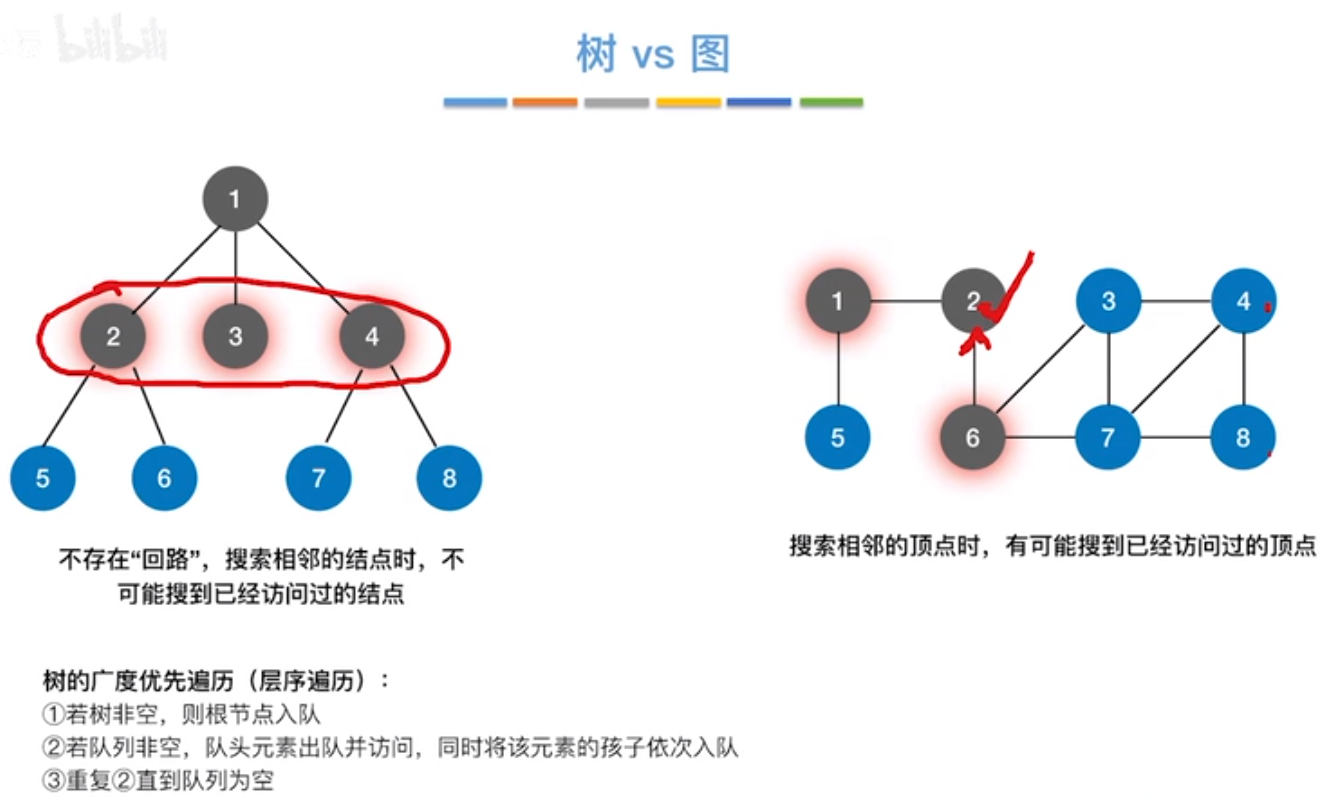 bilibili
树 vs 图
1
2
3
4
5
6
7
8
不存在“回路”，搜索相邻的结点时，不
可能搜到已经访问过的结点
1
2
3
4
5
6
7
8
搜索相邻的顶点时，有可能搜到已经访问过的顶点
树的广度优先遍历（层序遍历）：
①若树非空，则根节点入队
②若队列非空，队头元素出队并访问，同时将该元素的孩子依次入队
③重复②直到队列为空